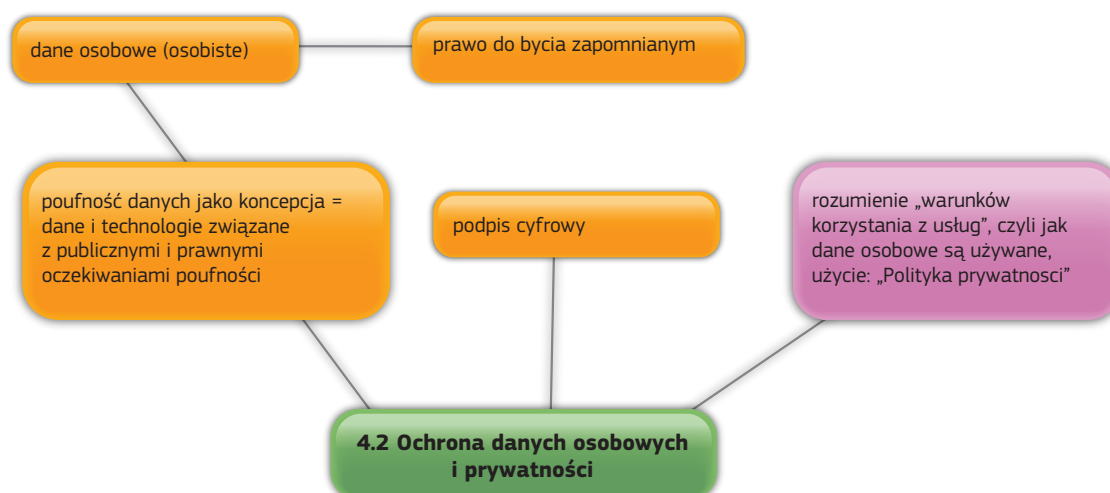 dane osobowe (osobiste)
prawo do bycia zapomnianym
poufność danych jako koncepcja =
dane i technologie związane
z publicznymi i prawnymi
oczekiwaniami poufności
podpis cyfrowy
rozumienie „warunków
korzystania z usług”, czyli jak
dane osobowe są używane,
użycie: „Polityka prywatnosci”
4.2 Ochrona danych osobowych
i prywatności